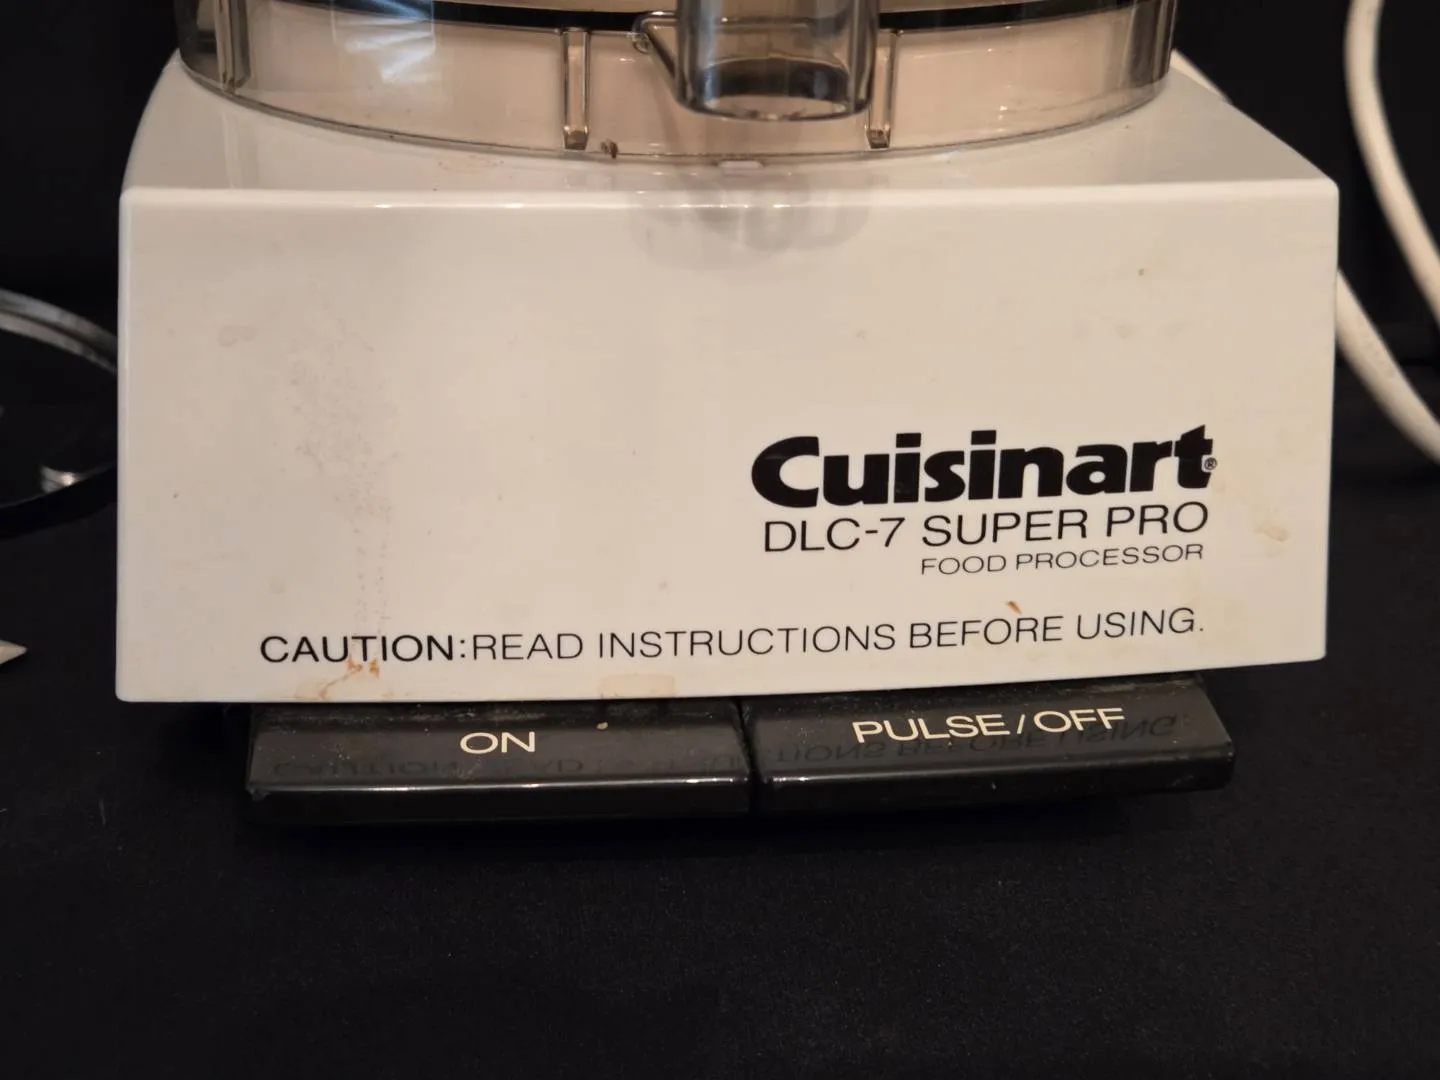 Cuisinart®
DLC-7 SUPER PRO
FOOD PROCESSOR
CAUTION:READ INSTRUCTIONS BEFORE USING.
ON
PULSE/OFF